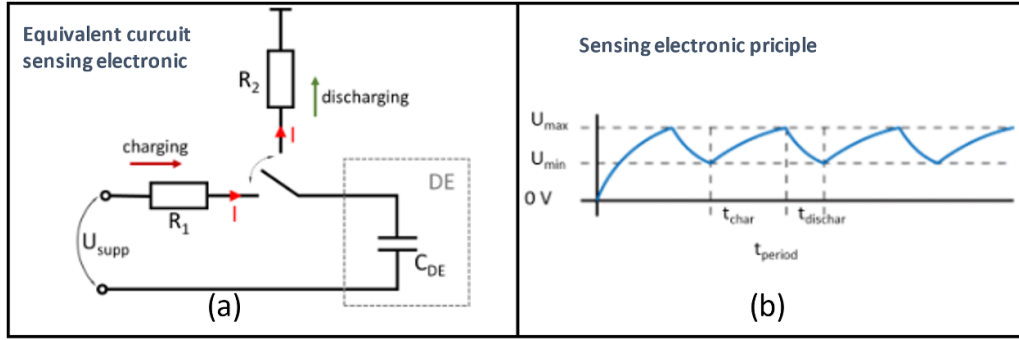 Equivalent curcuit
sensing electronic
R2
discharging
I
charging
R1
I
Usupp
DE
CDE
(a)
Sensing electronic priciple
Umax
Umin
0 V
tchar
tdischar
tperiod
(b)